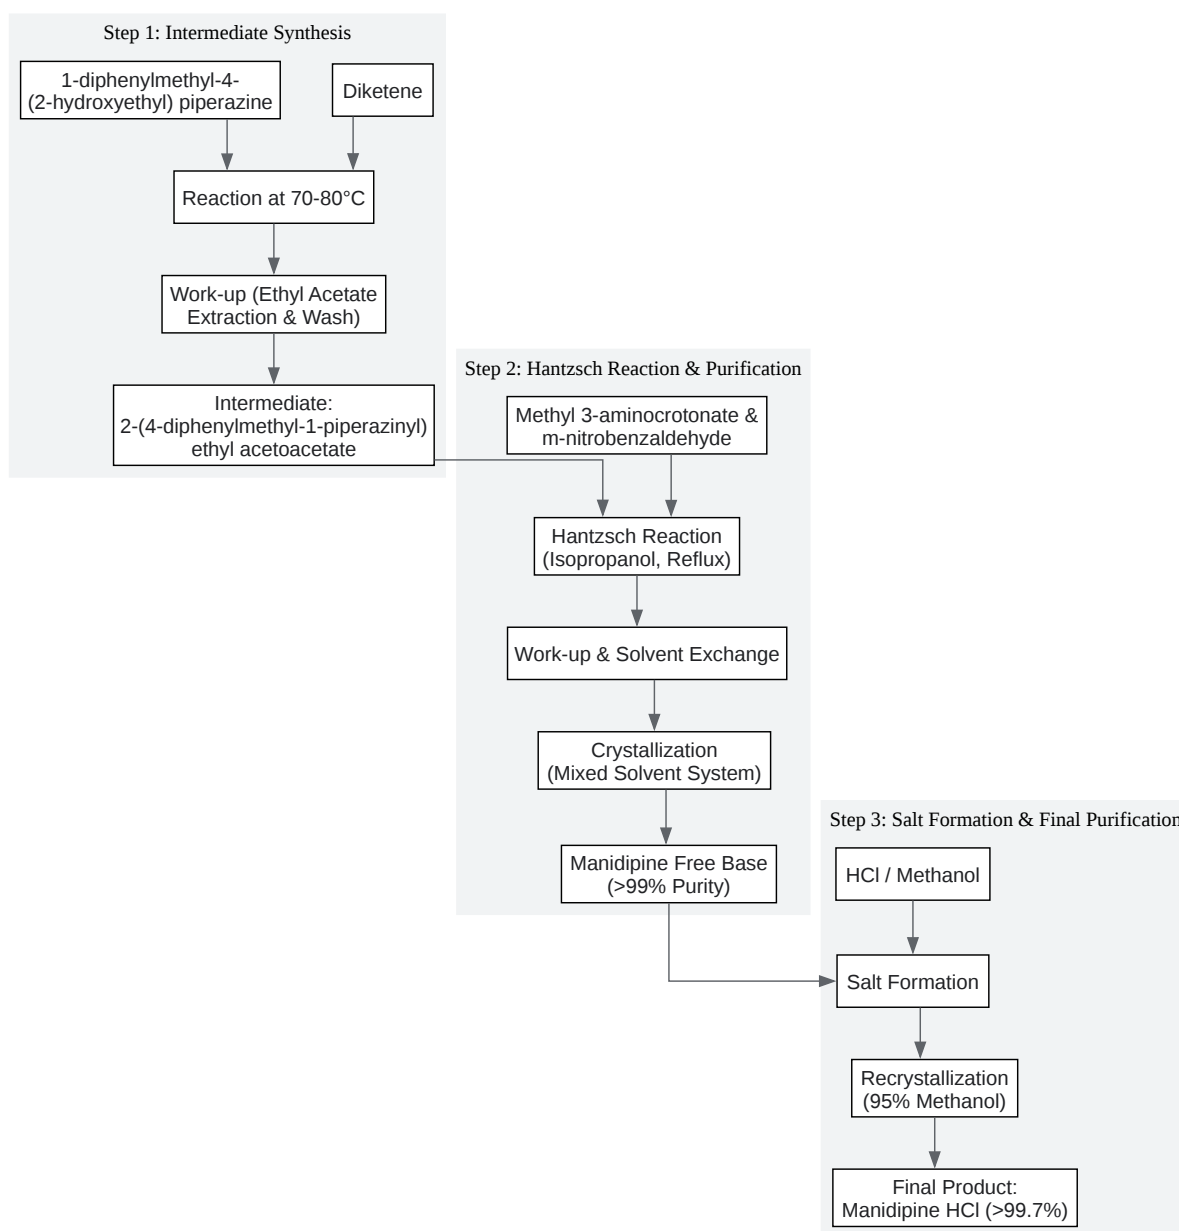 Step 1: Intermediate Synthesis
1-diphenylmethyl-4-
(2-hydroxyethyl) piperazine
Diketene
Reaction at 70-80°C
Work-up (Ethyl Acetate
Extraction & Wash)
Intermediate:
2-(4-diphenylmethyl-1-piperazinyl)
ethyl acetoacetate
Step 2: Hantzsch Reaction & Purification
Methyl 3-aminocrotonate &
m-nitrobenzaldehyde
Hantzsch Reaction
(Isopropanol, Reflux)
Work-up & Solvent Exchange
Crystallization
(Mixed Solvent System)
Manidipine Free Base
(>99% Purity)
Step 3: Salt Formation & Final Purification
HCl / Methanol
Salt Formation
Recrystallization
(95% Methanol)
Final Product:
Manidipine HCl (>99.7%)